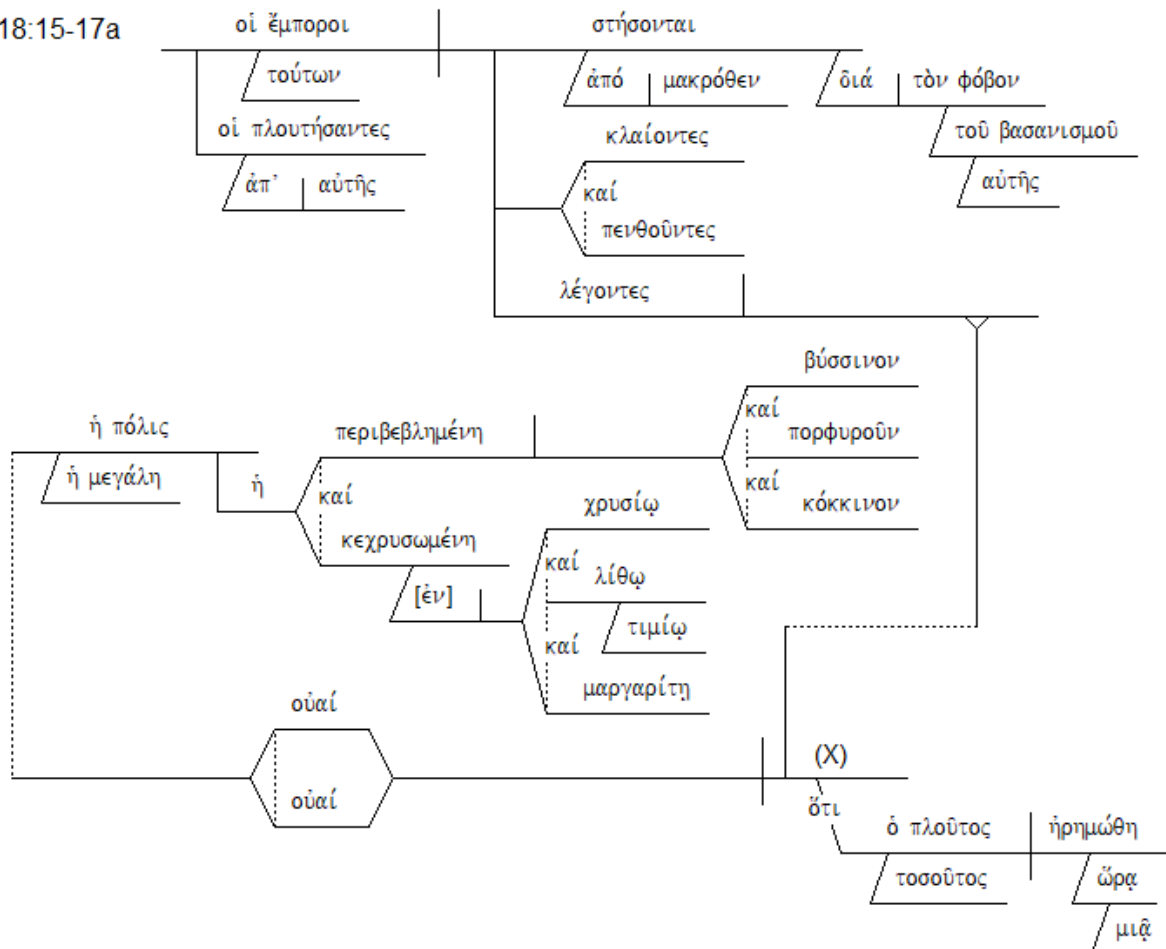 18:15-17a
οἱ ἔμποροι
στήσονται
τούτων
ἀπό
μακρόθεν
διά
τὸν φόβον
οἱ πλουτήσαντες
κλαίοντες
τοῦ βασανισμοῦ
ἀπ'
αὐτῆς
καί
αὐτῆς
πενθοῦντες
λέγοντες
βύσσινον
ἡ πόλις
περιβεβλημένη
καί
πορφυροῦν
ἡ μεγάλη
ἡ
καί
καί
κόκκινον
χρυσίῳ
κεχρυσωμένη
καί
λίθῳ
[ἐν]
τιμίῳ
καί
μαργαρίτῃ
οὐαί
(X)
οὐαί
ὅτι
ὁ πλοῦτος
ἠρημώθη
τοσοῦτος
ὥρᾳ
μιᾷ